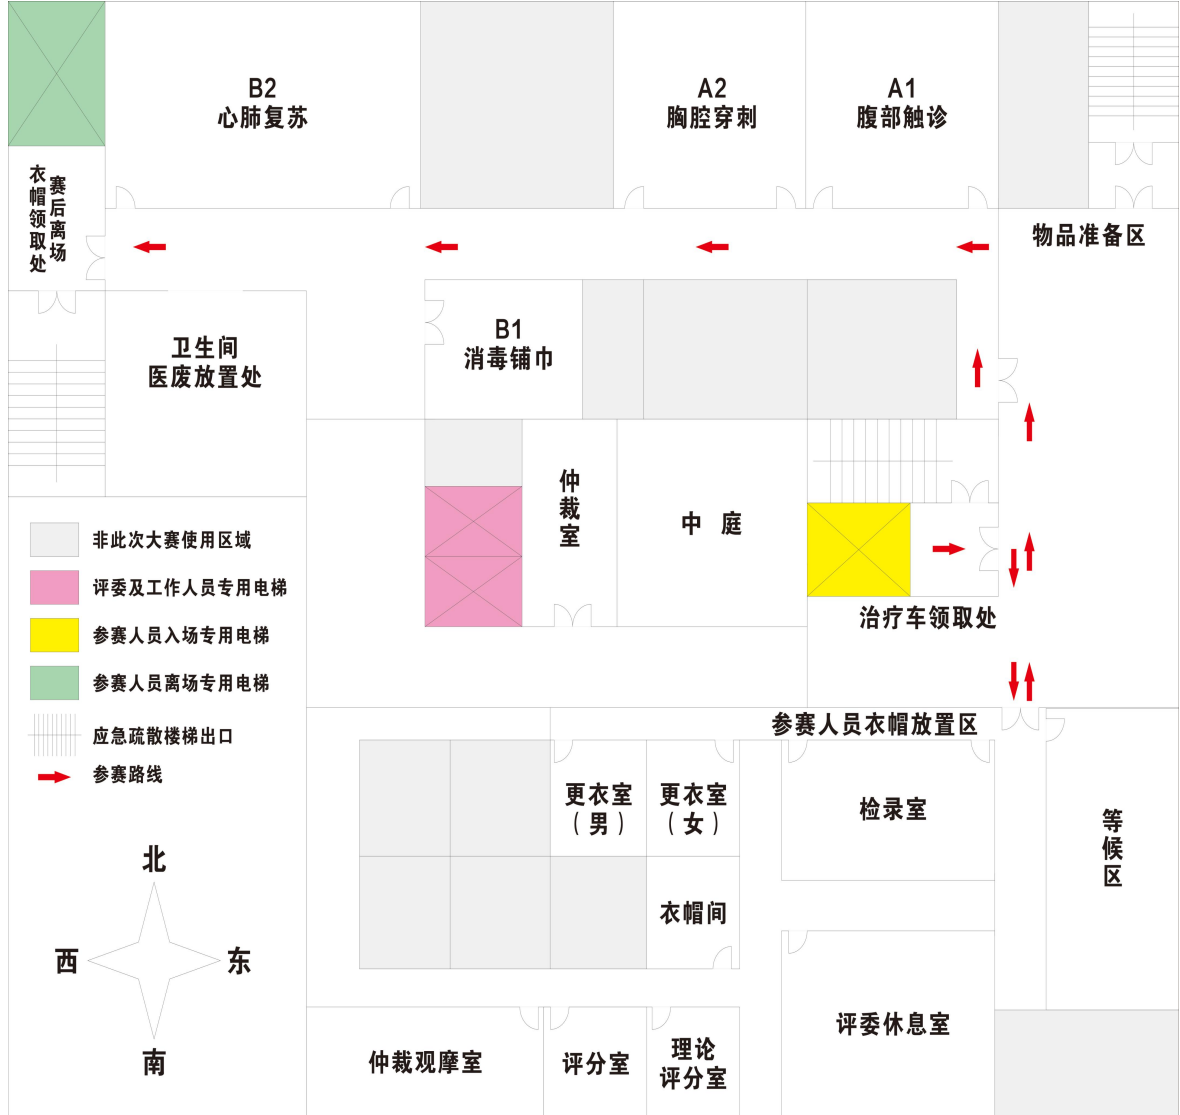 B2
心肺复苏
A2
胸腔穿刺
A1
腹部触诊
赛后离场
衣帽领取处
物品准备区
卫生间
医废放置处
B1
消毒铺巾
仲裁室
中 庭
治疗车领取处
非此次大赛使用区域
评委及工作人员专用电梯
参赛人员入场专用电梯
参赛人员离场专用电梯
应急疏散楼梯出口
参赛路线
参赛人员衣帽放置区
更衣室
（男）
更衣室
（女）
检录室
等候区
衣帽间
北
西
东
南
仲裁观摩室
评分室
理论
评分室
评委休息室